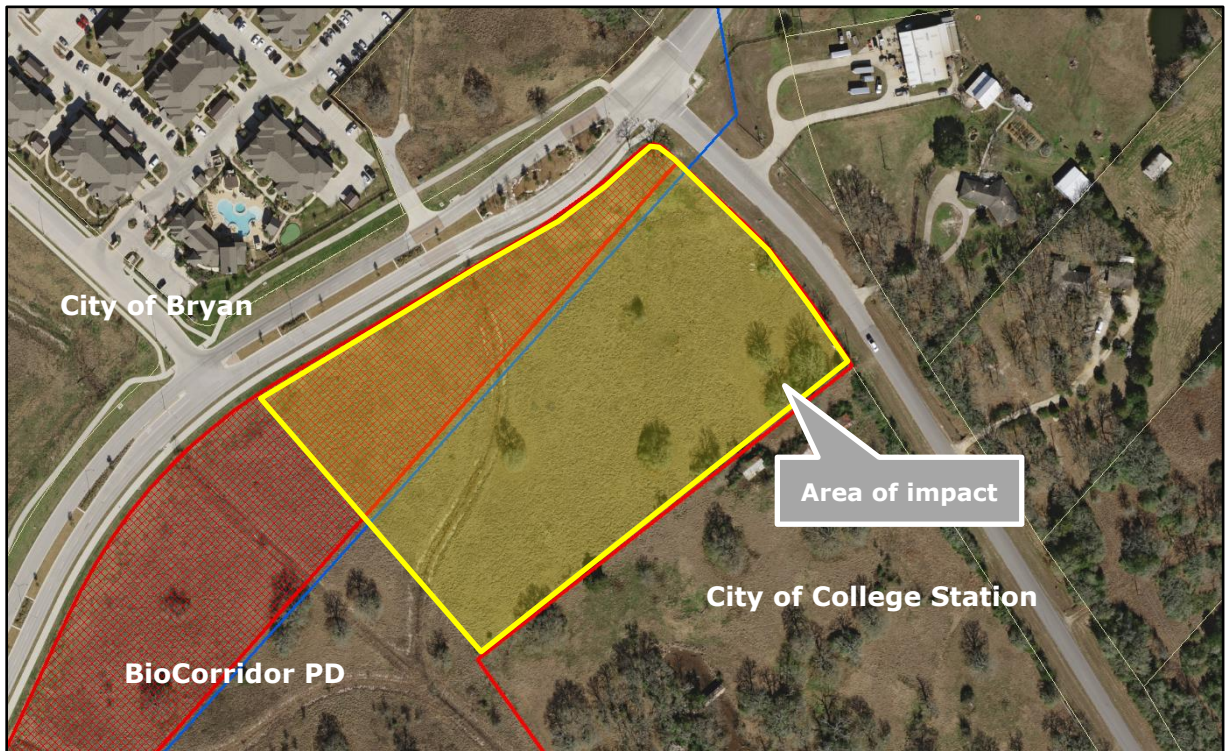 City of Bryan
Area of impact
City of College Station
BioCorridor PD